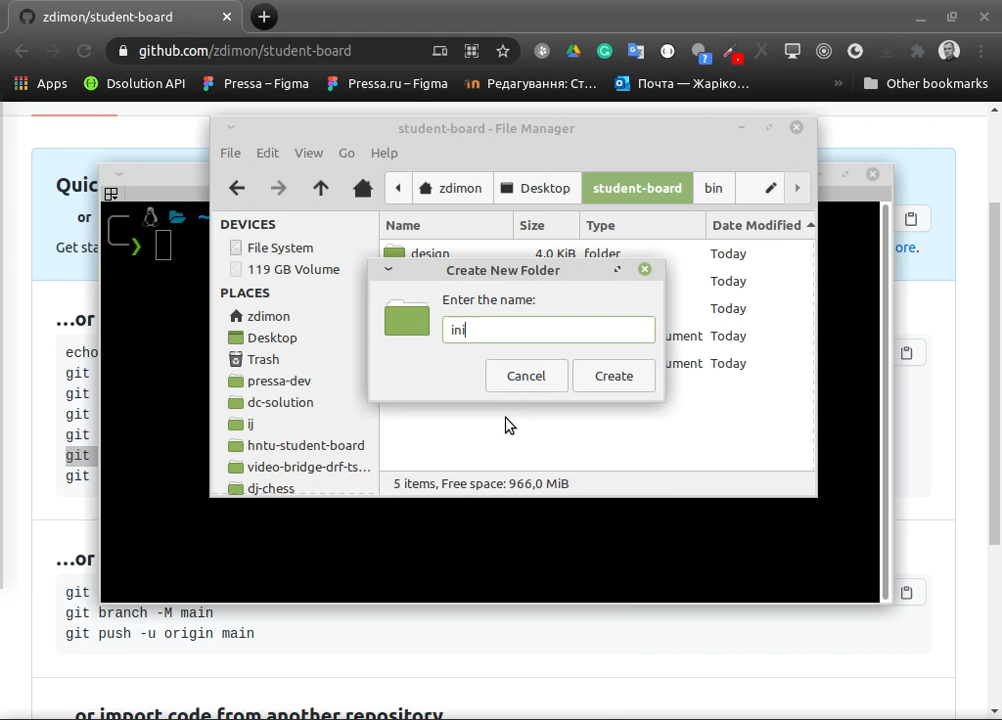 zdimon/student-board
github.com/zdimon/student-board
Apps
Dsolution API
Pressa – Figma
Pressa.ru – Figma
Редагування: Ст…
Почта — Жаріко…
»
Other bookmarks
student-board - File Manager
File Edit View Go Help
zdimon
Desktop
student-board
bin
DEVICES
File System
119 GB Volume
PLACES
zdimon
Desktop
Trash
pressa-dev
dc-solution
ij
hntu-student-board
video-bridge-drf-ts…
dj-chess
Name Size Type Date Modified
design 4,0 KiB folder Today
Today
Today
ument Today
ument Today
5 items, Free space: 966,0 MiB
Create New Folder
Enter the name:
ini
Cancel
Create
Quic
or
Get sta
ore.
~
❯
…or
echo
git
git
git
git
git
git
…or
git
git branch -M main
git push -u origin main
…or import code from another repository